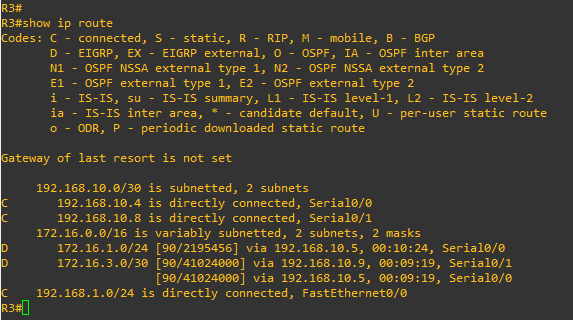 R3#
R3#show ip route
Codes: C - connected, S - static, R - RIP, M - mobile, B - BGP
       D - EIGRP, EX - EIGRP external, O - OSPF, IA - OSPF inter area
       N1 - OSPF NSSA external type 1, N2 - OSPF NSSA external type 2
       E1 - OSPF external type 1, E2 - OSPF external type 2
       i - IS-IS, su - IS-IS summary, L1 - IS-IS level-1, L2 - IS-IS level-2
       ia - IS-IS inter area, * - candidate default, U - per-user static route
       o - ODR, P - periodic downloaded static route
Gateway of last resort is not set
     192.168.10.0/30 is subnetted, 2 subnets
C       192.168.10.4 is directly connected, Serial0/0
C       192.168.10.8 is directly connected, Serial0/1
     172.16.0.0/16 is variably subnetted, 2 subnets, 2 masks
D       172.16.1.0/24 [90/2195456] via 192.168.10.5, 00:10:24, Serial0/0
D       172.16.3.0/30 [90/41024000] via 192.168.10.9, 00:09:19, Serial0/1
                      [90/41024000] via 192.168.10.5, 00:09:19, Serial0/0
C    192.168.1.0/24 is directly connected, FastEthernet0/0
R3#